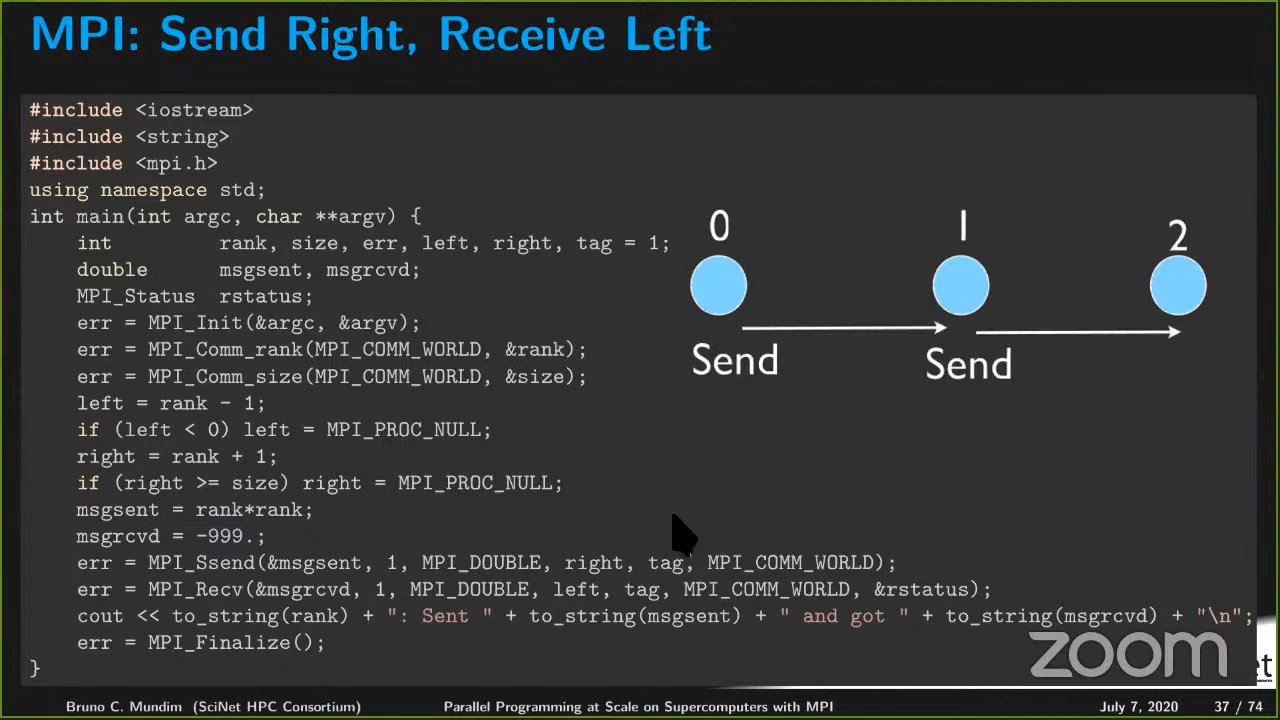 MPI: Send Right, Receive Left
#include <iostream>
#include <string>
#include <mpi.h>
using namespace std;
int main(int argc, char **argv) {
    int         rank, size, err, left, right, tag = 1;
    double      msgsent, msgrcvd;
    MPI_Status  rstatus;
    err = MPI_Init(&argc, &argv);
    err = MPI_Comm_rank(MPI_COMM_WORLD, &rank);
    err = MPI_Comm_size(MPI_COMM_WORLD, &size);
    left = rank - 1;
    if (left < 0) left = MPI_PROC_NULL;
    right = rank + 1;
    if (right >= size) right = MPI_PROC_NULL;
    msgsent = rank*rank;
    msgrcvd = -999.;
    err = MPI_Ssend(&msgsent, 1, MPI_DOUBLE, right, tag, MPI_COMM_WORLD);
    err = MPI_Recv(&msgrcvd, 1, MPI_DOUBLE, left, tag, MPI_COMM_WORLD, &rstatus);
    cout << to_string(rank) + ": Sent " + to_string(msgsent) + " and got " + to_string(msgrcvd) + "\n";
    err = MPI_Finalize();
}
0 1 2
Send Send
zoom
Bruno C. Mundim (SciNet HPC Consortium) Parallel Programming at Scale on Supercomputers with MPI July 7, 2020 37 / 74